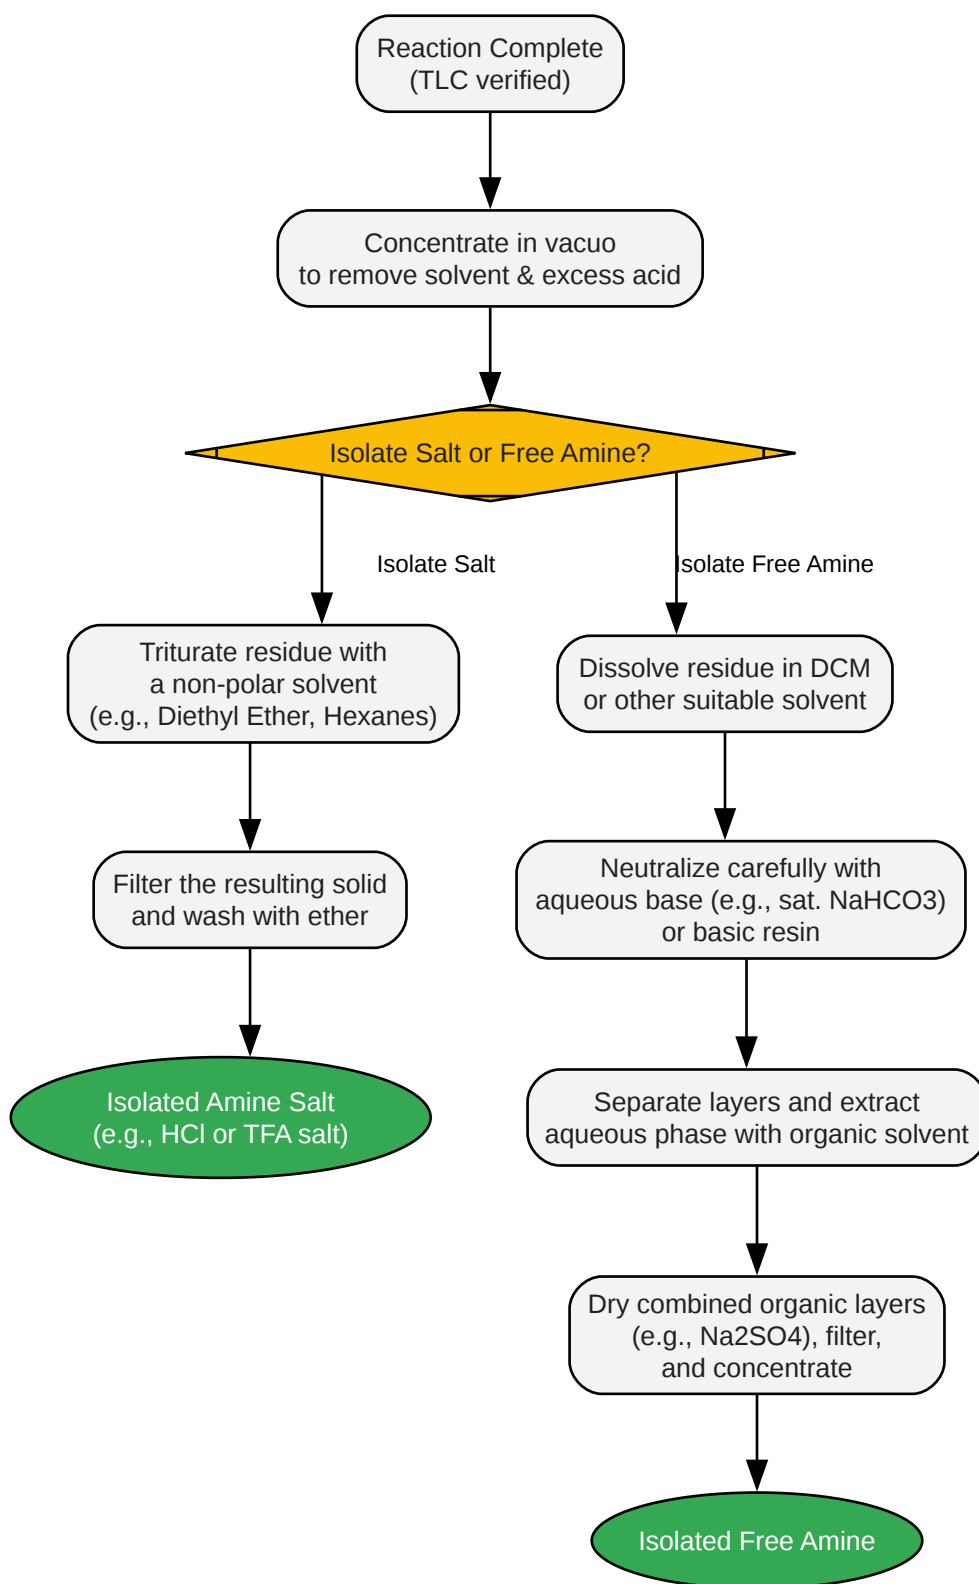 Reaction Complete
(TLC verified)
Concentrate in vacuo
to remove solvent & excess acid
Isolate Salt or Free Amine?
Isolate Salt
Isolate Free Amine
Triturate residue with
a non-polar solvent
(e.g., Diethyl Ether, Hexanes)
Dissolve residue in DCM
or other suitable solvent
Filter the resulting solid
and wash with ether
Neutralize carefully with
aqueous base (e.g., sat. NaHCO3)
or basic resin
Isolated Amine Salt
(e.g., HCl or TFA salt)
Separate layers and extract
aqueous phase with organic solvent
Dry combined organic layers
(e.g., Na2SO4), filter,
and concentrate
Isolated Free Amine